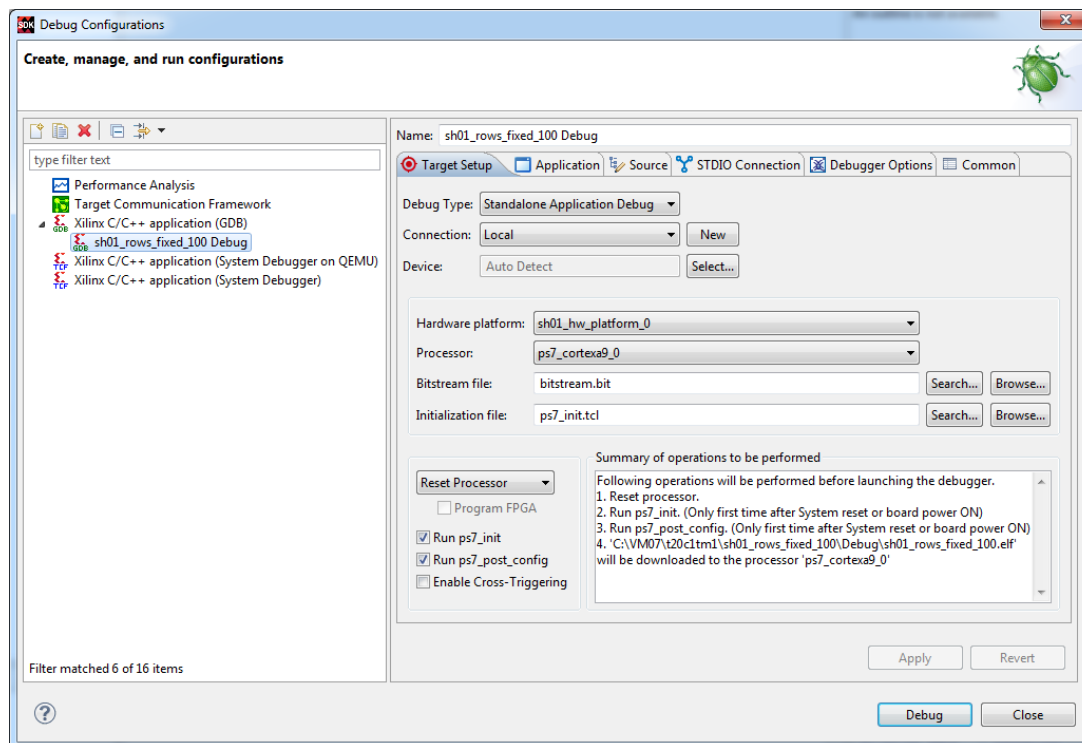 SDK Debug Configurations
Create, manage, and run configurations
type filter text
Performance Analysis
Target Communication Framework
GDB Xilinx C/C++ application (GDB)
GDB sh01_rows_fixed_100 Debug
TCF Xilinx C/C++ application (System Debugger on QEMU)
TCF Xilinx C/C++ application (System Debugger)
Filter matched 6 of 16 items
Name: sh01_rows_fixed_100 Debug
Target Setup Application Source STDIO Connection Debugger Options Common
Debug Type: Standalone Application Debug
Connection: Local New
Device: Auto Detect Select...
Hardware platform: sh01_hw_platform_0
Processor: ps7_cortexa9_0
Bitstream file: bitstream.bit Search... Browse...
Initialization file: ps7_init.tcl Search... Browse...
Reset Processor
Program FPGA
Run ps7_init
Run ps7_post_config
Enable Cross-Triggering
Summary of operations to be performed
Following operations will be performed before launching the debugger.
1. Reset processor.
2. Run ps7_init. (Only first time after System reset or board power ON)
3. Run ps7_post_config. (Only first time after System reset or board power ON)
4. 'C:\VM07\t20c1tm1\sh01_rows_fixed_100\Debug\sh01_rows_fixed_100.elf'
will be downloaded to the processor 'ps7_cortexa9_0'
Apply Revert
? Debug Close